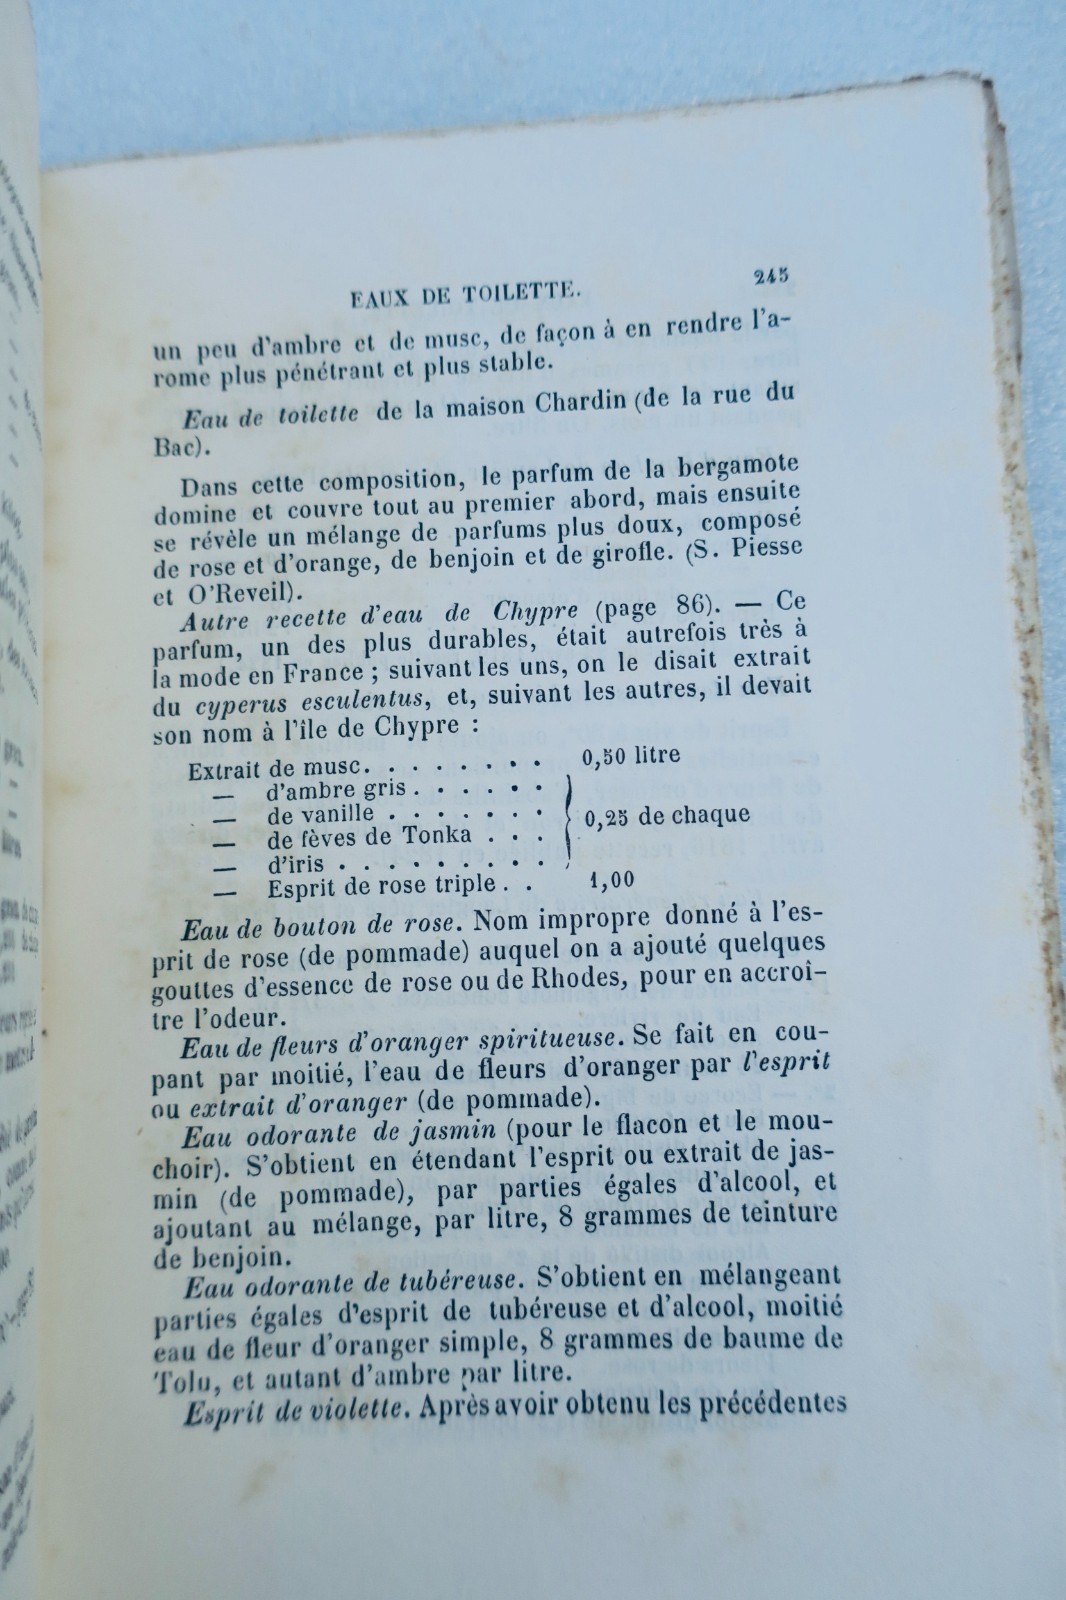 EAUX DE TOILETTE. 245
un peu d'ambre et de musc, de façon à en rendre l'a-
rome plus pénétrant et plus stable.
Eau de toilette de la maison Chardin (de la rue du
Bac).
Dans cette composition, le parfum de la bergamote
domine et couvre tout au premier abord, mais ensuite
se révèle un mélange de parfums plus doux, composé
de rose et d'orange, de benjoin et de girofle. (S. Piesse
et O'Reveil).
Autre recette d'eau de Chypre (page 86). — Ce
parfum, un des plus durables, était autrefois très à
la mode en France ; suivant les uns, on le disait extrait
du cyperus esculentus, et, suivant les autres, il devait
son nom à l'île de Chypre :
Extrait de musc. . . . . . . . . 0,50 litre
— d'ambre gris . . . . . .
— de vanille . . . . . . .
— de fèves de Tonka . . . 0,25 de chaque
— d'iris . . . . . . . . .
— Esprit de rose triple . . 1,00
Eau de bouton de rose. Nom impropre donné à l'es-
prit de rose (de pommade) auquel on a ajouté quelques
gouttes d'essence de rose ou de Rhodes, pour en accroî-
tre l'odeur.
Eau de fleurs d'oranger spiritueuse. Se fait en cou-
pant par moitié, l'eau de fleurs d'oranger par l'esprit
ou extrait d'oranger (de pommade).
Eau odorante de jasmin (pour le flacon et le mou-
choir). S'obtient en étendant l'esprit ou extrait de jas-
min (de pommade), par parties égales d'alcool, et
ajoutant au mélange, par litre, 8 grammes de teinture
de benjoin.
Eau odorante de tubéreuse. S'obtient en mélangeant
parties égales d'esprit de tubéreuse et d'alcool, moitié
eau de fleur d'oranger simple, 8 grammes de baume de
Tolu, et autant d'ambre par litre.
Esprit de violette. Après avoir obtenu les précédentes